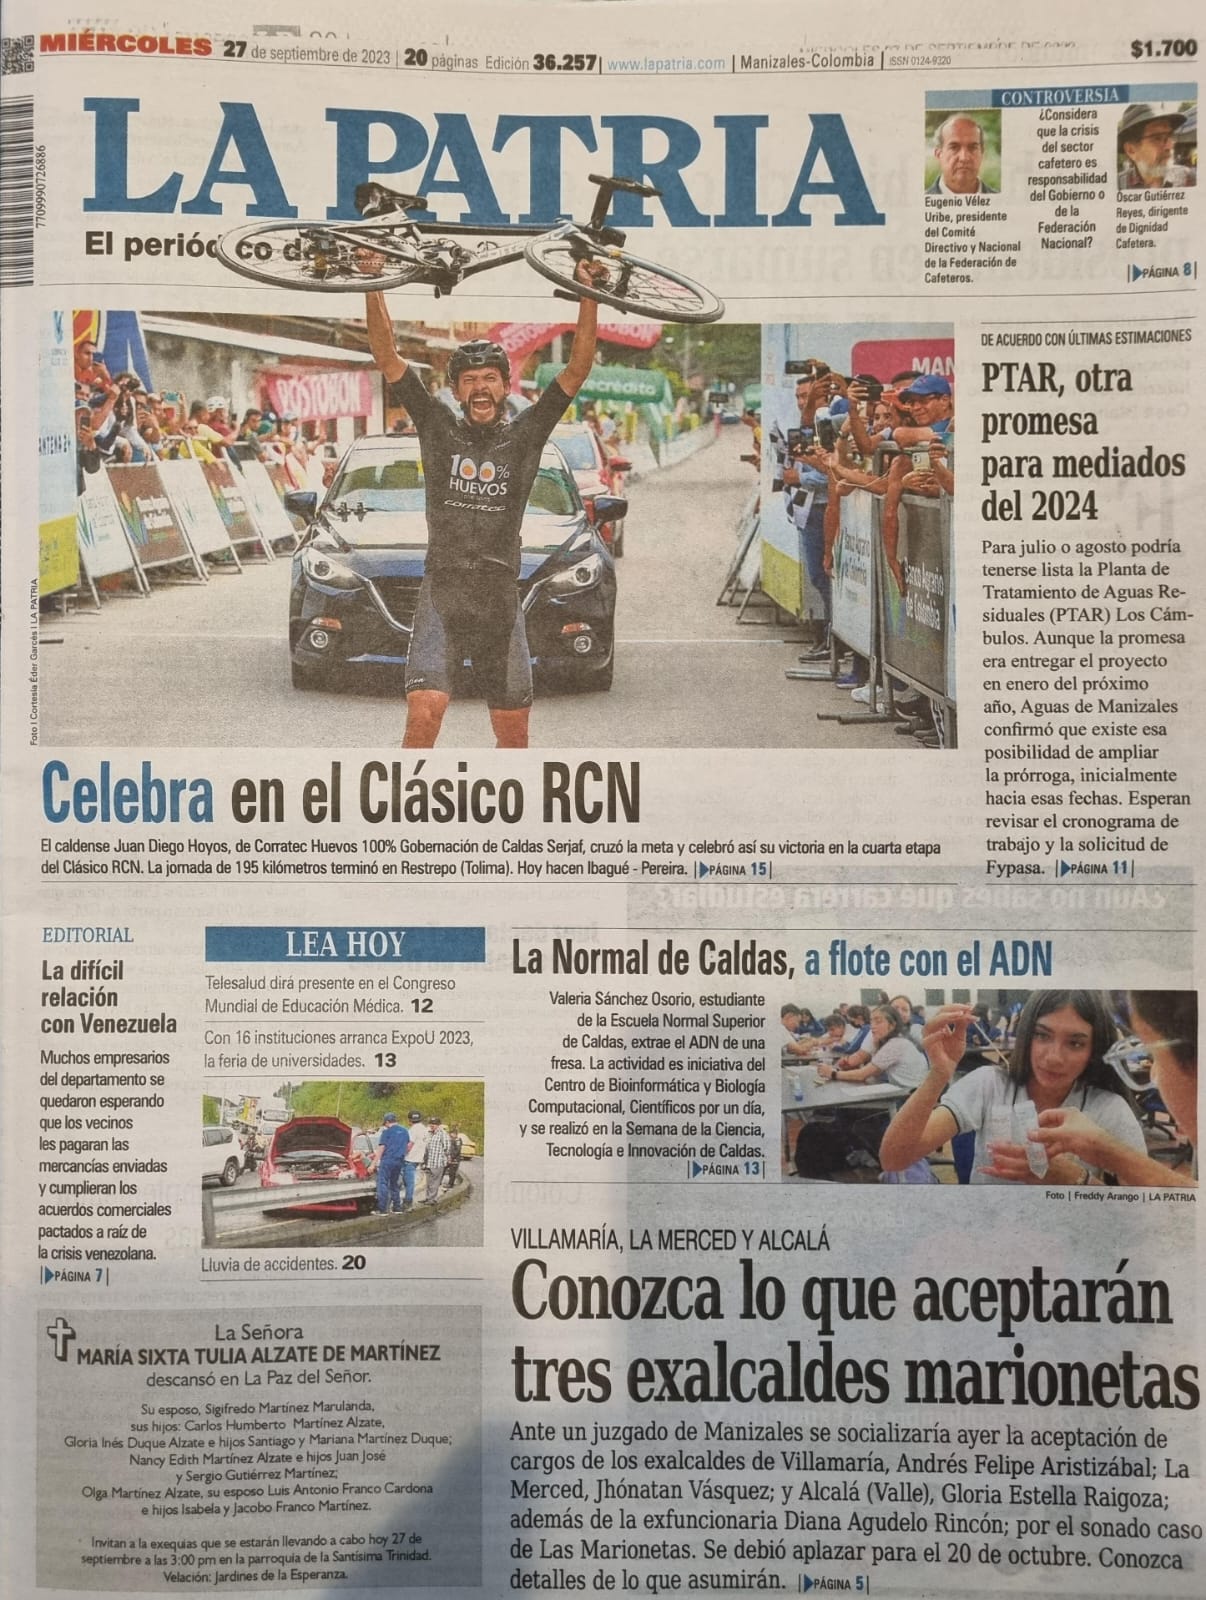 MIÉRCOLES 27 de septiembre de 2023 | 20 páginas Edición 36.257 | www.lapatria.com | Manizales-Colombia | ISSN 0124-9320
$1.700
7709990726886
LA PATRIA
El periódico de
CONTROVERSIA
¿Considera
que la crisis
del sector
cafetero es
responsabilidad
del Gobierno o
de la
Federación
Nacional?
Eugenio Vélez
Uribe, presidente
del Comité
Directivo y Nacional
de la Federación de
Cafeteros.
Óscar Gutiérrez
Reyes, dirigente
de Dignidad
Cafetera.
|PÁGINA 8|
POSTOBON
crédito
MAN
100%
HUEVOS
corratec
Banco Agrario
de Colombia
Foto | Cortesía Éder Garcés | LA PATRIA
Celebra en el Clásico RCN
El caldense Juan Diego Hoyos, de Corratec Huevos 100% Gobernación de Caldas Serjaf, cruzó la meta y celebró así su victoria en la cuarta etapa
del Clásico RCN. La jornada de 195 kilómetros terminó en Restrepo (Tolima). Hoy hacen Ibagué - Pereira. |PÁGINA 15|
DE ACUERDO CON ÚLTIMAS ESTIMACIONES
PTAR, otra
promesa
para mediados
del 2024
Para julio o agosto podría
tenerse lista la Planta de
Tratamiento de Aguas Re-
siduales (PTAR) Los Cám-
bulos. Aunque la promesa
era entregar el proyecto
en enero del próximo
año, Aguas de Manizales
confirmó que existe esa
posibilidad de ampliar
la prórroga, inicialmente
hacia esas fechas. Esperan
revisar el cronograma de
trabajo y la solicitud de
Fypasa. |PÁGINA 11|
EDITORIAL
La difícil
relación
con Venezuela
Muchos empresarios
del departamento se
quedaron esperando
que los vecinos
les pagaran las
mercancías enviadas
y cumplieran los
acuerdos comerciales
pactados a raíz de
la crisis venezolana.
|PÁGINA 7|
LEA HOY
Telesalud dirá presente en el Congreso
Mundial de Educación Médica. 12
Con 16 instituciones arranca ExpoU 2023,
la feria de universidades. 13
Lluvia de accidentes. 20
La Normal de Caldas, a flote con el ADN
Valeria Sánchez Osorio, estudiante
de la Escuela Normal Superior
de Caldas, extrae el ADN de una
fresa. La actividad es iniciativa del
Centro de Bioinformática y Biología
Computacional, Científicos por un día,
y se realizó en la Semana de la Ciencia,
Tecnología e Innovación de Caldas.
|PÁGINA 13|
Foto | Freddy Arango | LA PATRIA
VILLAMARÍA, LA MERCED Y ALCALÁ
Conozca lo que aceptarán
tres exalcaldes marionetas
Ante un juzgado de Manizales se socializaría ayer la aceptación de
cargos de los exalcaldes de Villamaría, Andrés Felipe Aristizábal; La
Merced, Jhónatan Vásquez; y Alcalá (Valle), Gloria Estella Raigoza;
además de la exfuncionaria Diana Agudelo Rincón; por el sonado caso
de Las Marionetas. Se debió aplazar para el 20 de octubre. Conozca
detalles de lo que asumirán. |PÁGINA 5|
La Señora
MARÍA SIXTA TULIA ALZATE DE MARTÍNEZ
descansó en La Paz del Señor.
Su esposo, Sigifredo Martínez Marulanda,
sus hijos: Carlos Humberto Martínez Alzate,
Gloria Inés Duque Alzate e hijos Santiago y Mariana Martínez Duque;
Nancy Edith Martínez Alzate e hijos Juan José
y Sergio Gutiérrez Martínez;
Olga Martínez Alzate, su esposo Luis Antonio Franco Cardona
e hijos Isabela y Jacobo Franco Martínez.
Invitan a la exequias que se estarán llevando a cabo hoy 27 de
septiembre a las 3:00 pm en la parroquia de la Santísima Trinidad.
Velación: Jardines de la Esperanza.